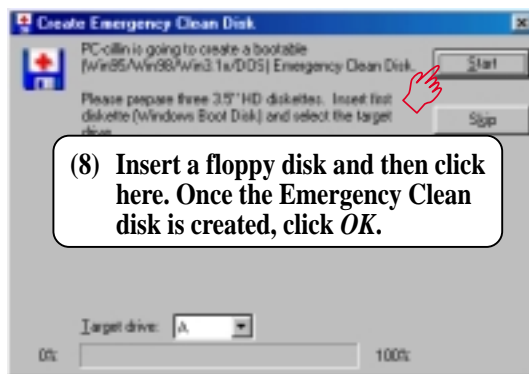 Create Emergency Clean Disk
PC-cillin is going to create a bootable
(Win95/Win98/Win3.1x/DOS) Emergency Clean Disk.
Start
Please prepare three 3.5" HD diskettes. Insert first
diskette (Windows Boot Disk) and select the target
drive.
Skip
(8) Insert a floppy disk and then click
here. Once the Emergency Clean
disk is created, click OK.
Target drive: A
0% 100%